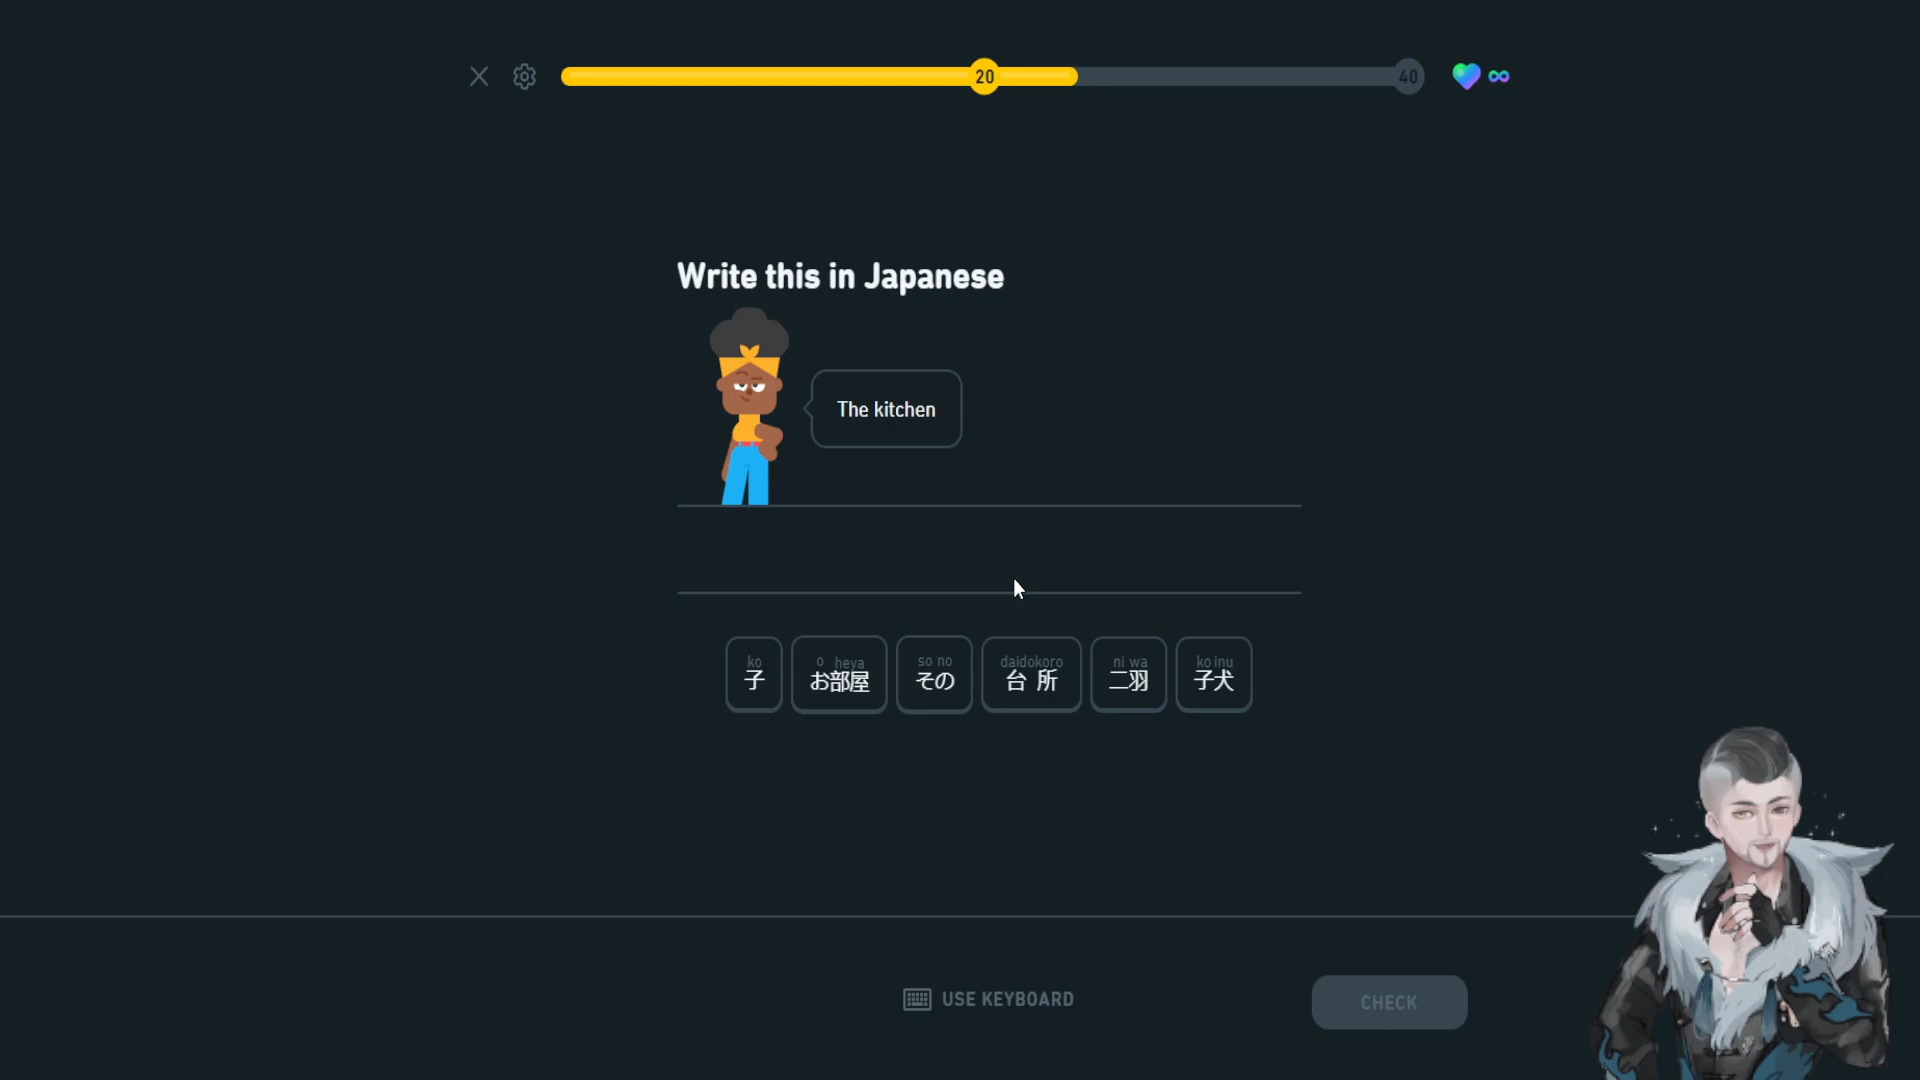 20
40
Write this in Japanese
The kitchen
ko
子
o heya
お部屋
so no
その
daidokoro
台所
ni wa
二羽
ko inu
子犬
USE KEYBOARD
CHECK